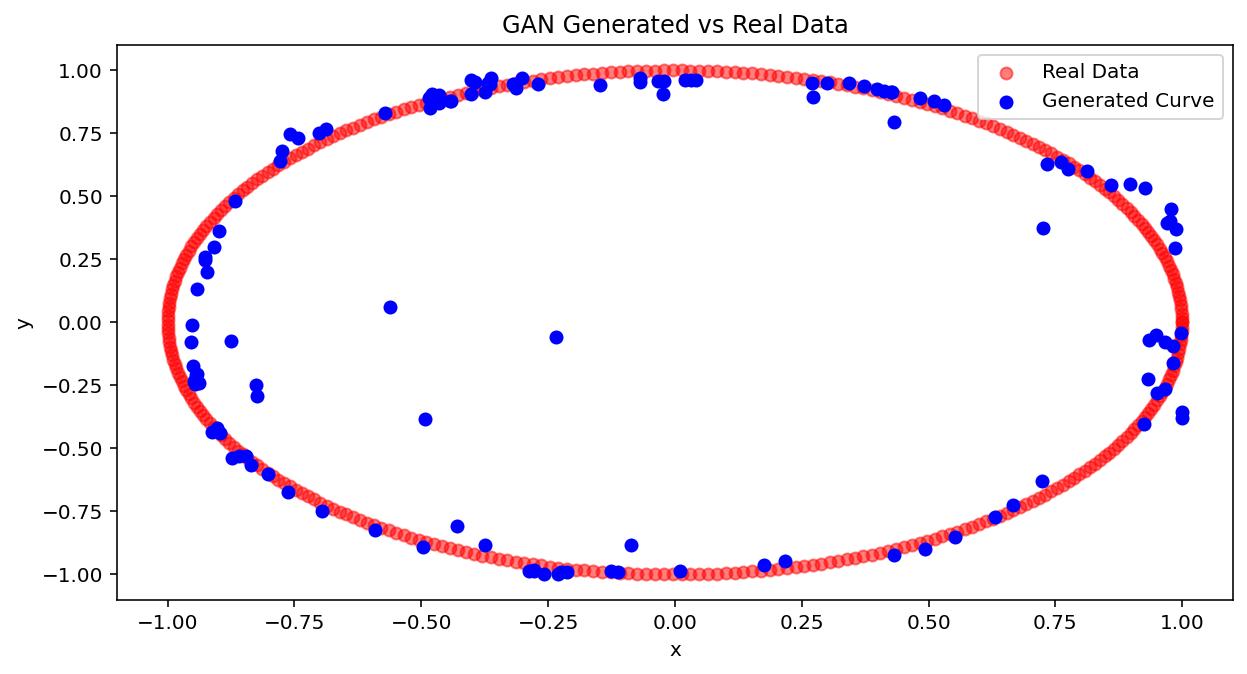 GAN Generated vs Real Data
Real Data
Generated Curve
1.00
0.75
0.50
0.25
0.00
−0.25
−0.50
−0.75
−1.00
y
−1.00 −0.75 −0.50 −0.25 0.00 0.25 0.50 0.75 1.00
x